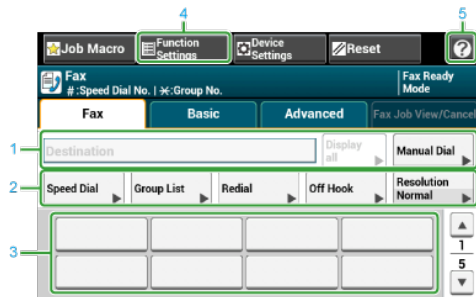 4
5
Job Macro
Function
Settings
Device
Settings
Reset
?
Fax
#:Speed Dial No. | ⁎:Group No.
Fax Ready
Mode
Fax
Basic
Advanced
Fax Job View/Cancel
1
Destination
Display
all
Manual Dial
2
Speed Dial
Group List
Redial
Off Hook
Resolution
Normal
3
1
5